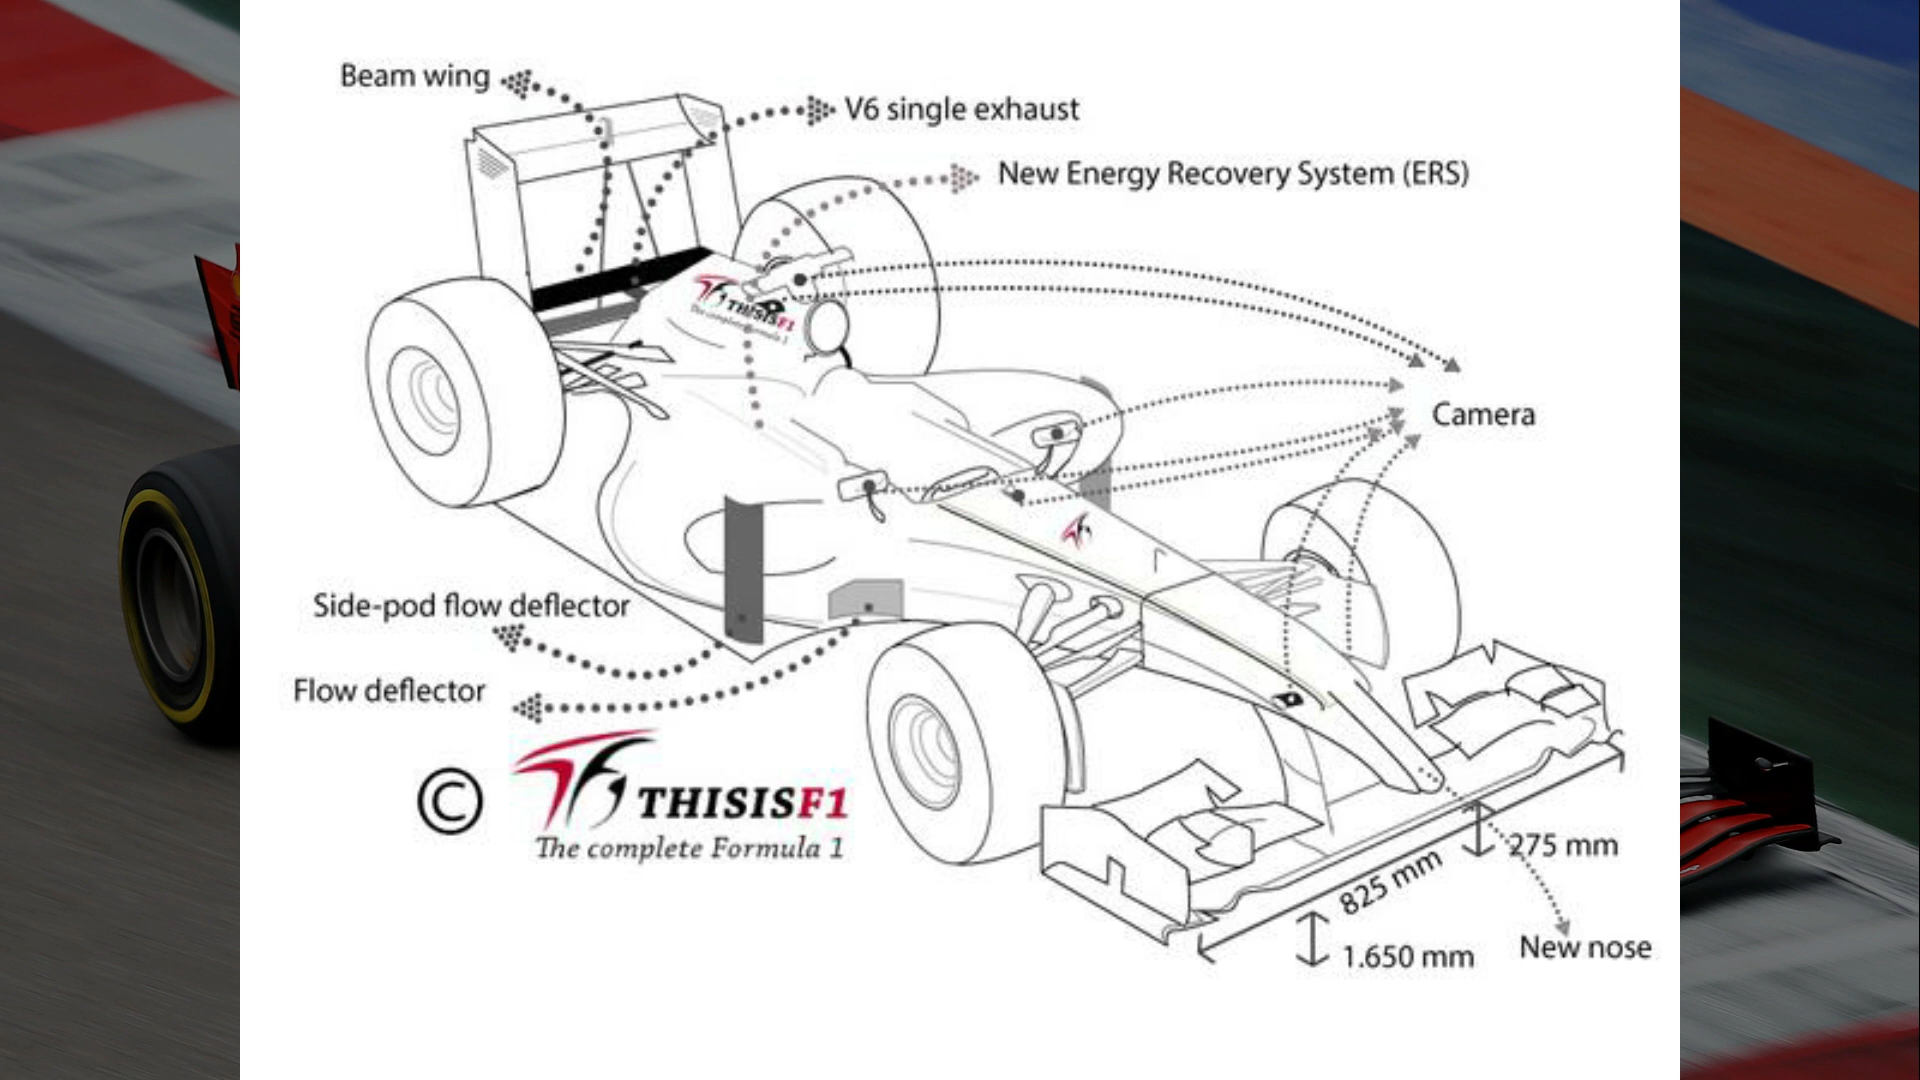 Beam wing
V6 single exhaust
New Energy Recovery System (ERS)
THISISF1
Camera
Side-pod flow deflector
Flow deflector
© THISISF1
The complete Formula 1
275 mm
825 mm
New nose
1.650 mm